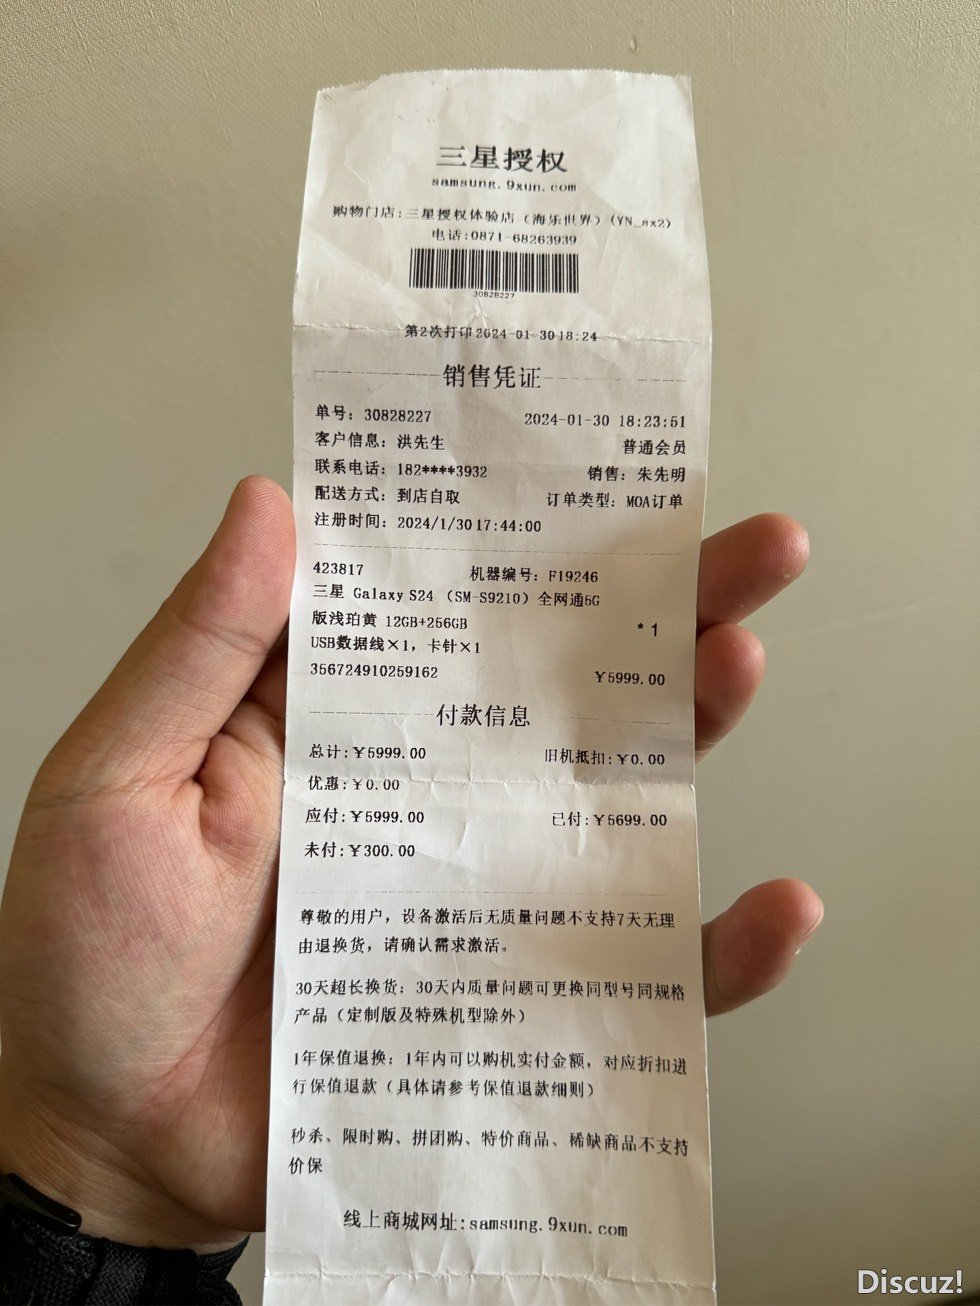 三星授权
samsung.9xun.com
购物门店:三星授权体验店（海乐世界）(YN_sx2)
电话:0871-68263939
30828227
第2次打印2024-01-30 18:24
销售凭证
单号：30828227 2024-01-30 18:23:51
客户信息：洪先生 普通会员
联系电话：182****3932 销售：朱先明
配送方式：到店自取 订单类型：MOA订单
注册时间：2024/1/30 17:44:00
423817 机器编号：F19246
三星 Galaxy S24 （SM-S9210）全网通5G
版浅珀黄 12GB+256GB *1
USB数据线×1，卡针×1
356724910259162 ￥5999.00
付款信息
总计:￥5999.00 旧机抵扣:￥0.00
优惠:￥0.00
应付:￥5999.00 已付:￥5699.00
未付:￥300.00
尊敬的用户，设备激活后无质量问题不支持7天无理
由退换货，请确认需求激活。
30天超长换货：30天内质量问题可更换同型号同规格
产品（定制版及特殊机型除外）
1年保值退换：1年内可以购机实付金额，对应折扣进
行保值退款（具体请参考保值退款细则）
秒杀、限时购、拼团购、特价商品、稀缺商品不支持
价保
线上商城网址:samsung.9xun.com
Discuz!